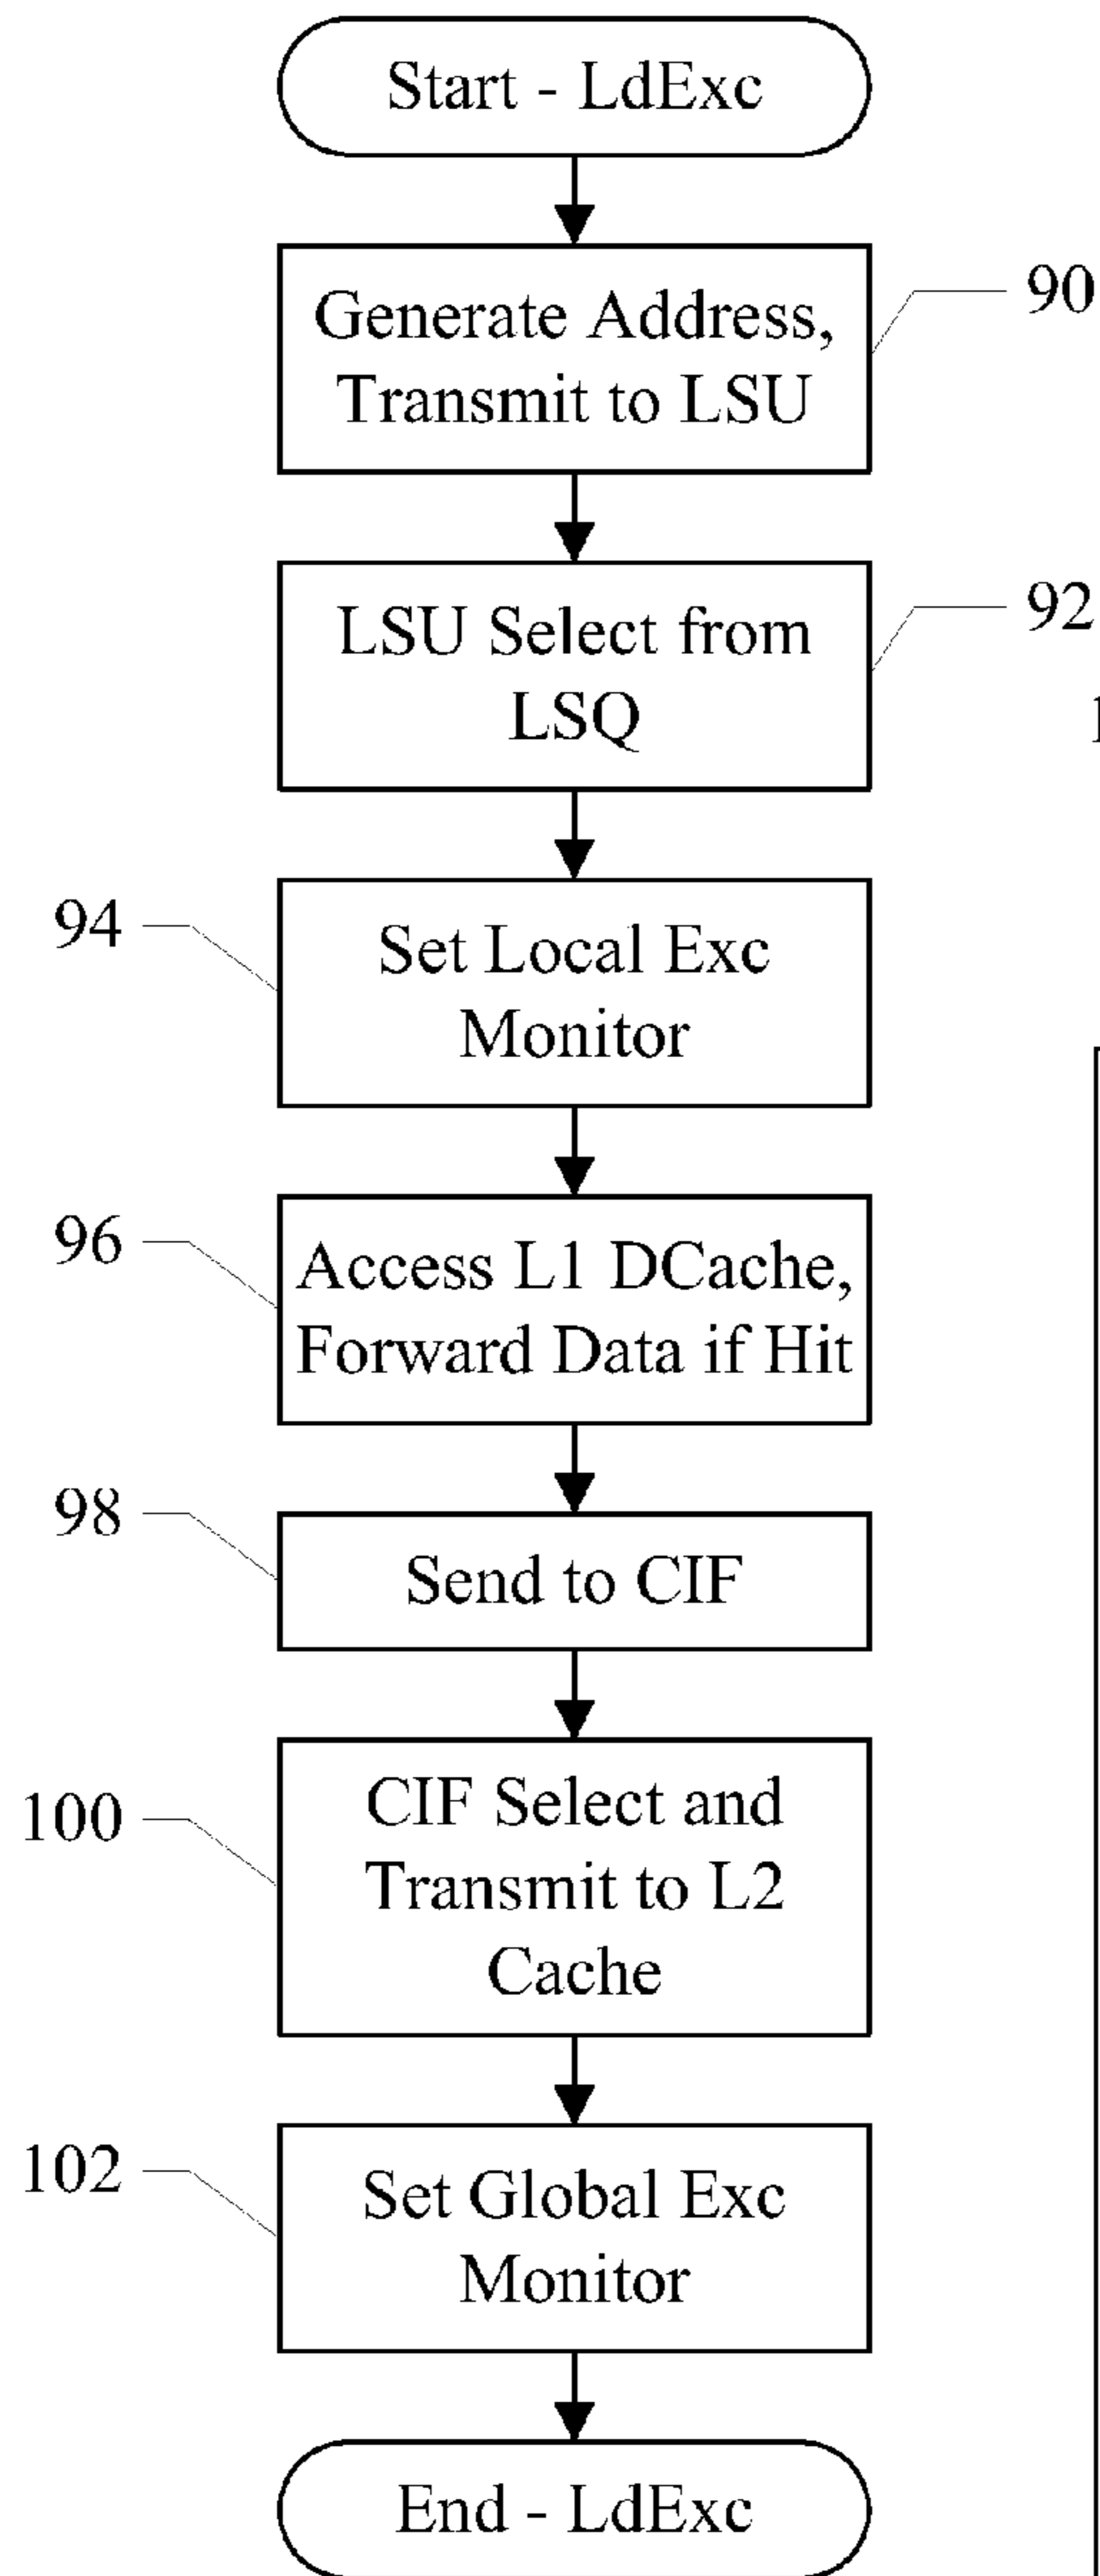 Start - LdExc
Generate Address,
Transmit to LSU
90
LSU Select from
LSQ
92
94
Set Local Exc
Monitor
96
Access L1 DCache,
Forward Data if Hit
98
Send to CIF
100
CIF Select and
Transmit to L2
Cache
102
Set Global Exc
Monitor
End - LdExc